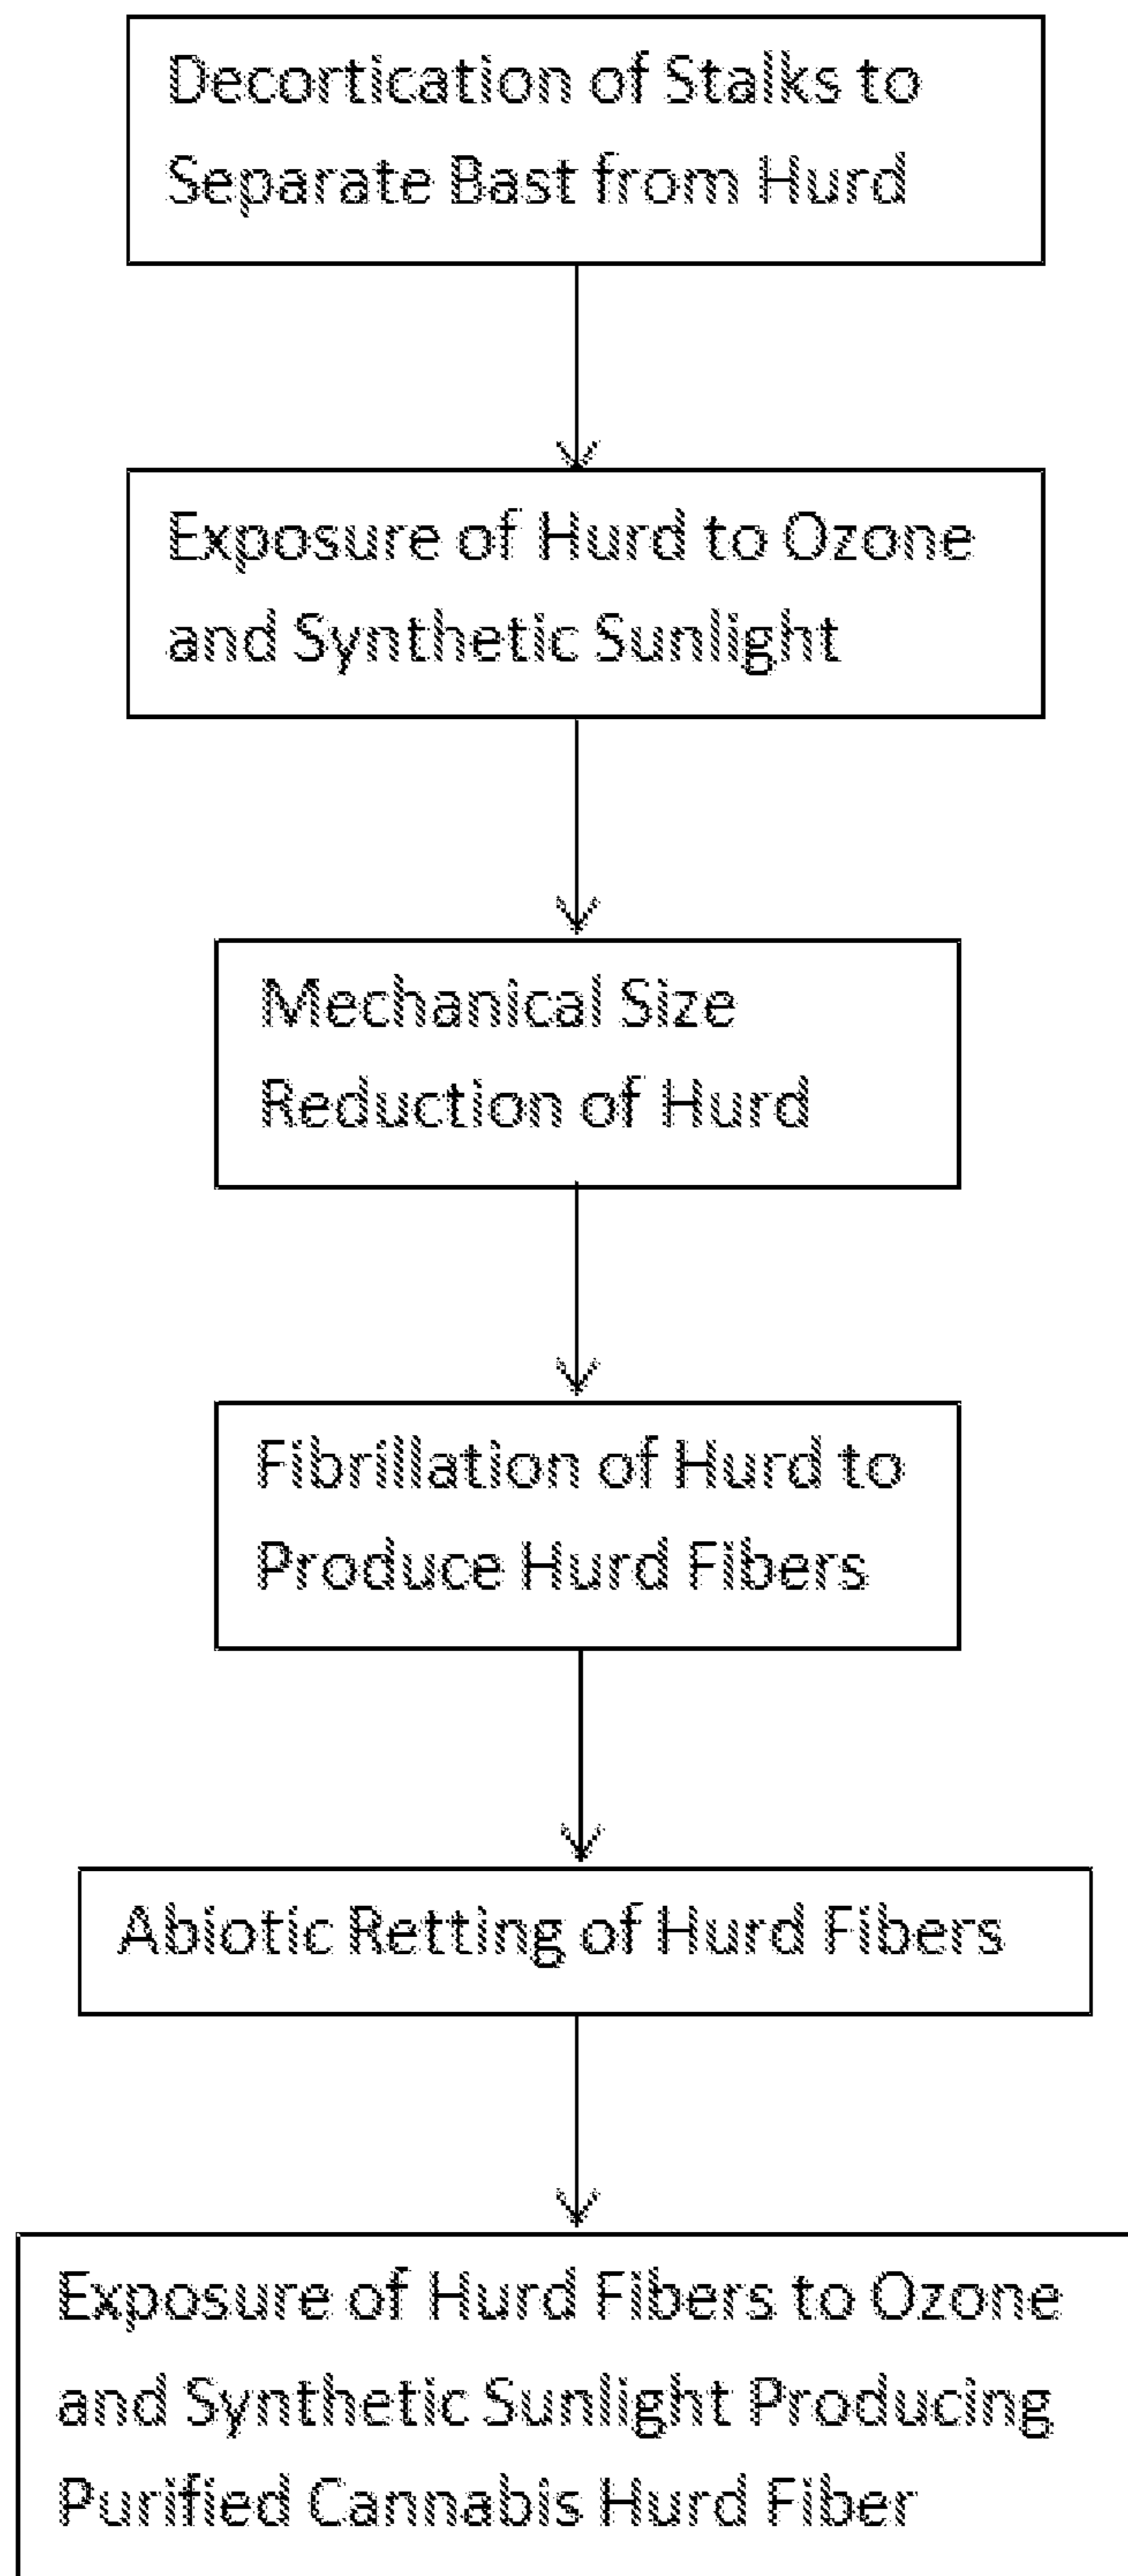 Decortication of Stalks to
Separate Bast from Hurd
Exposure of Hurd to Ozone
and Synthetic Sunlight
Mechanical Size
Reduction of Hurd
Fibrillation of Hurd to
Produce Hurd Fibers
Abiotic Retting of Hurd Fibers
Exposure of Hurd Fibers to Ozone
and Synthetic Sunlight Producing
Purified Cannabis Hurd Fiber